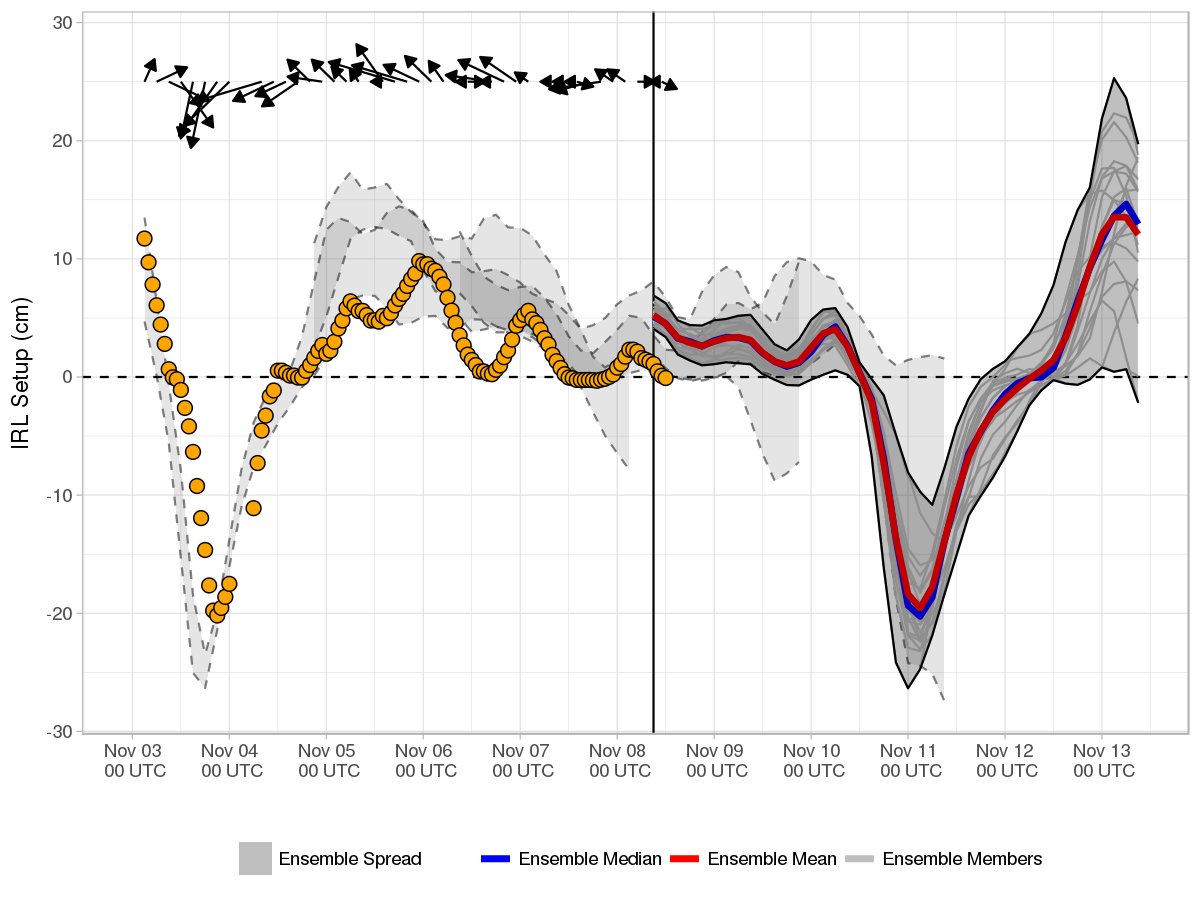 30
20
10
0
-10
-20
-30
IRL Setup (cm)
Nov 03 Nov 04 Nov 05 Nov 06 Nov 07 Nov 08 Nov 09 Nov 10 Nov 11 Nov 12 Nov 13
00 UTC 00 UTC 00 UTC 00 UTC 00 UTC 00 UTC 00 UTC 00 UTC 00 UTC 00 UTC 00 UTC
Ensemble Spread Ensemble Median Ensemble Mean Ensemble Members